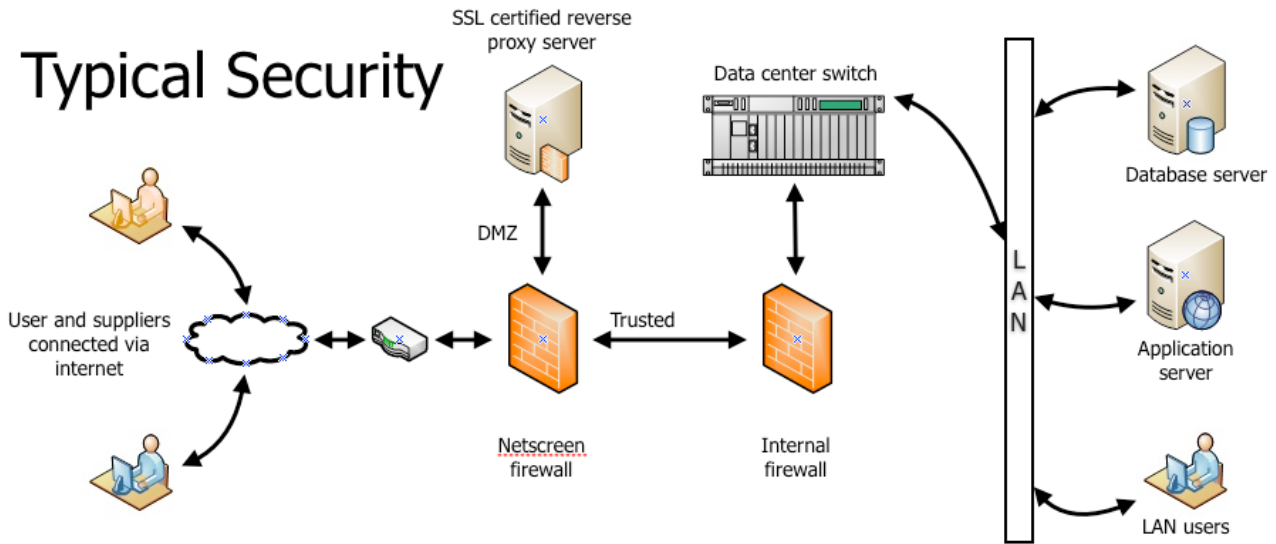 Typical Security
SSL certified reverse
proxy server
Data center switch
DMZ
Database server
User and suppliers
connected via
internet
Trusted
L
A
N
Application
server
Netscreen
firewall
Internal
firewall
LAN users